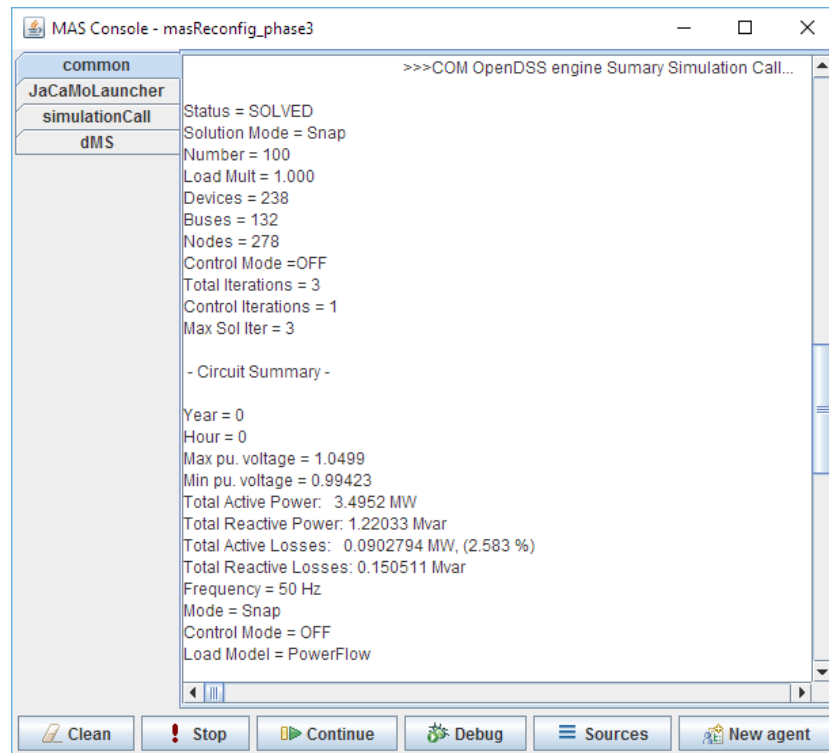 MAS Console - masReconfig_phase3
common
JaCaMoLauncher
simulationCall
dMS
>>>COM OpenDSS engine Sumary Simulation Call...
Status = SOLVED
Solution Mode = Snap
Number = 100
Load Mult = 1.000
Devices = 238
Buses = 132
Nodes = 278
Control Mode =OFF
Total Iterations = 3
Control Iterations = 1
Max Sol Iter = 3
- Circuit Summary -
Year = 0
Hour = 0
Max pu. voltage = 1.0499
Min pu. voltage = 0.99423
Total Active Power:   3.4952 MW
Total Reactive Power: 1.22033 Mvar
Total Active Losses:   0.0902794 MW, (2.583 %)
Total Reactive Losses: 0.150511 Mvar
Frequency = 50 Hz
Mode = Snap
Control Mode = OFF
Load Model = PowerFlow
Clean Stop Continue Debug Sources New agent